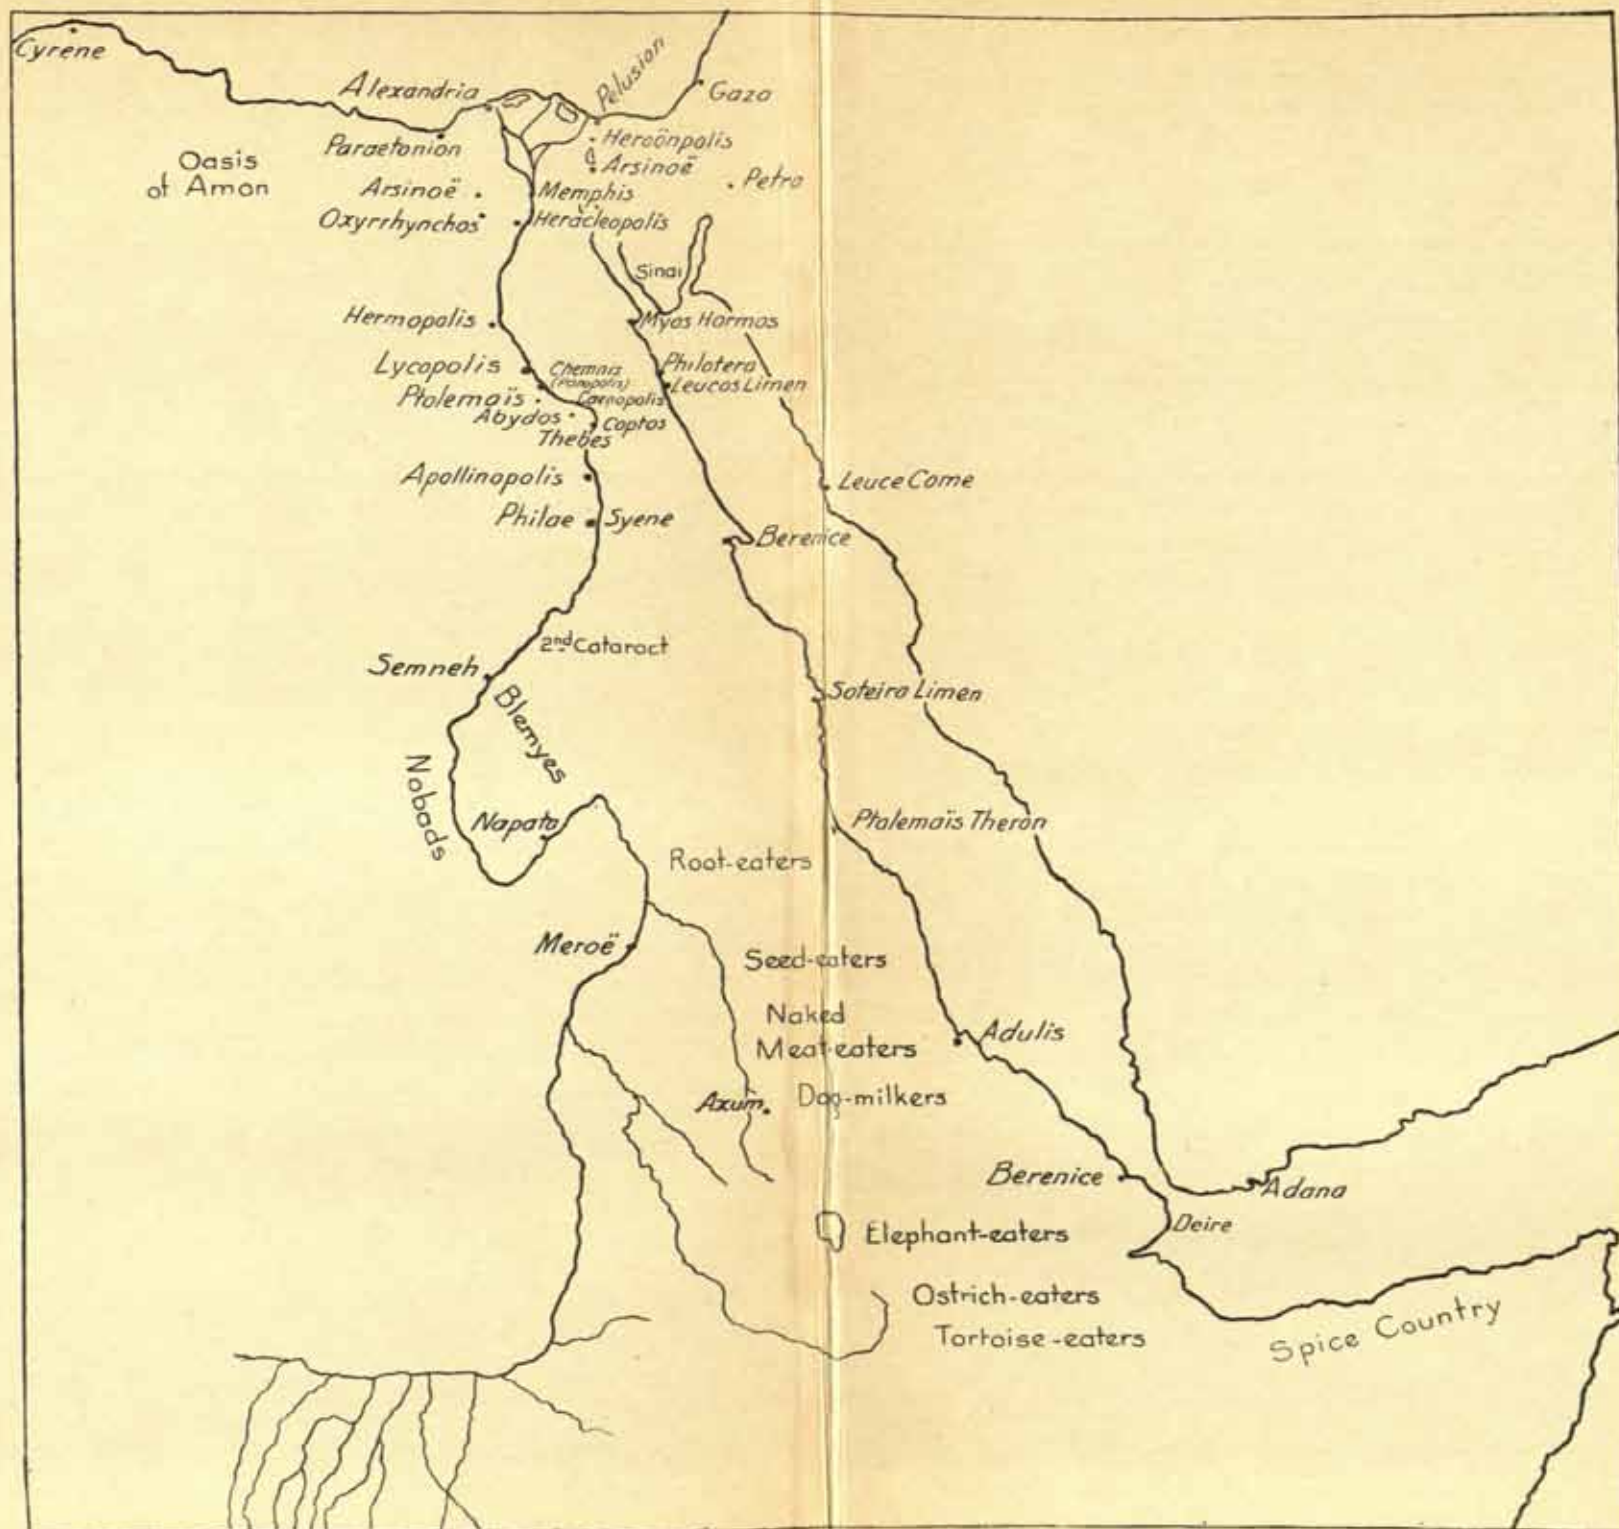 Cyrene
Alexandria
Pelusion
Gaza
Paraetonion
Heroönpolis
Arsinoë
Petra
Oasis
of Amon
Arsinoë
Memphis
Oxyrrhynchos
Heracleopolis
Sinai
Hermopolis
Myos Hormos
Lycopolis
Chemnis
(Panopolis)
Philotera
Leucos Limen
Ptolemaïs
Caenopolis
Abydos
Coptos
Thebes
Apollinopolis
Leuce Come
Philae
Syene
Berenice
2nd Cataract
Semneh
Blemyes
Soteira Limen
Nobads
Napata
Ptolemaïs Theron
Root-eaters
Meroë
Seed-eaters
Naked
Meat-eaters
Adulis
Axum
Dog-milkers
Berenice
Adana
Deire
Elephant-eaters
Ostrich-eaters
Tortoise-eaters
Spice Country